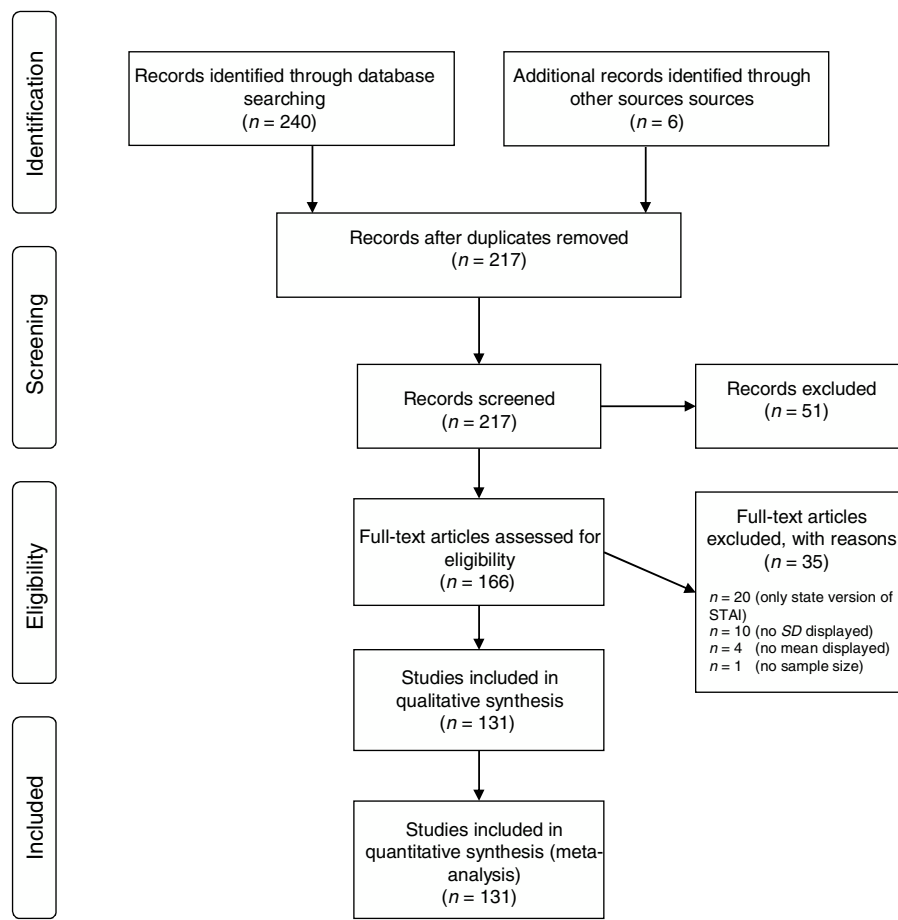 Identification
Records identified through database
searching
(n = 240)
Additional records identified through
other sources sources
(n = 6)
Records after duplicates removed
(n = 217)
Screening
Records screened
(n = 217)
Records excluded
(n = 51)
Eligibility
Full-text articles assessed for
eligibility
(n = 166)
Full-text articles
excluded, with reasons
(n = 35)
n = 20 (only state version of
STAI)
n = 10 (no SD displayed)
n = 4 (no mean displayed)
n = 1 (no sample size)
Studies included in
qualitative synthesis
(n = 131)
Included
Studies included in
quantitative synthesis (meta-
analysis)
(n = 131)